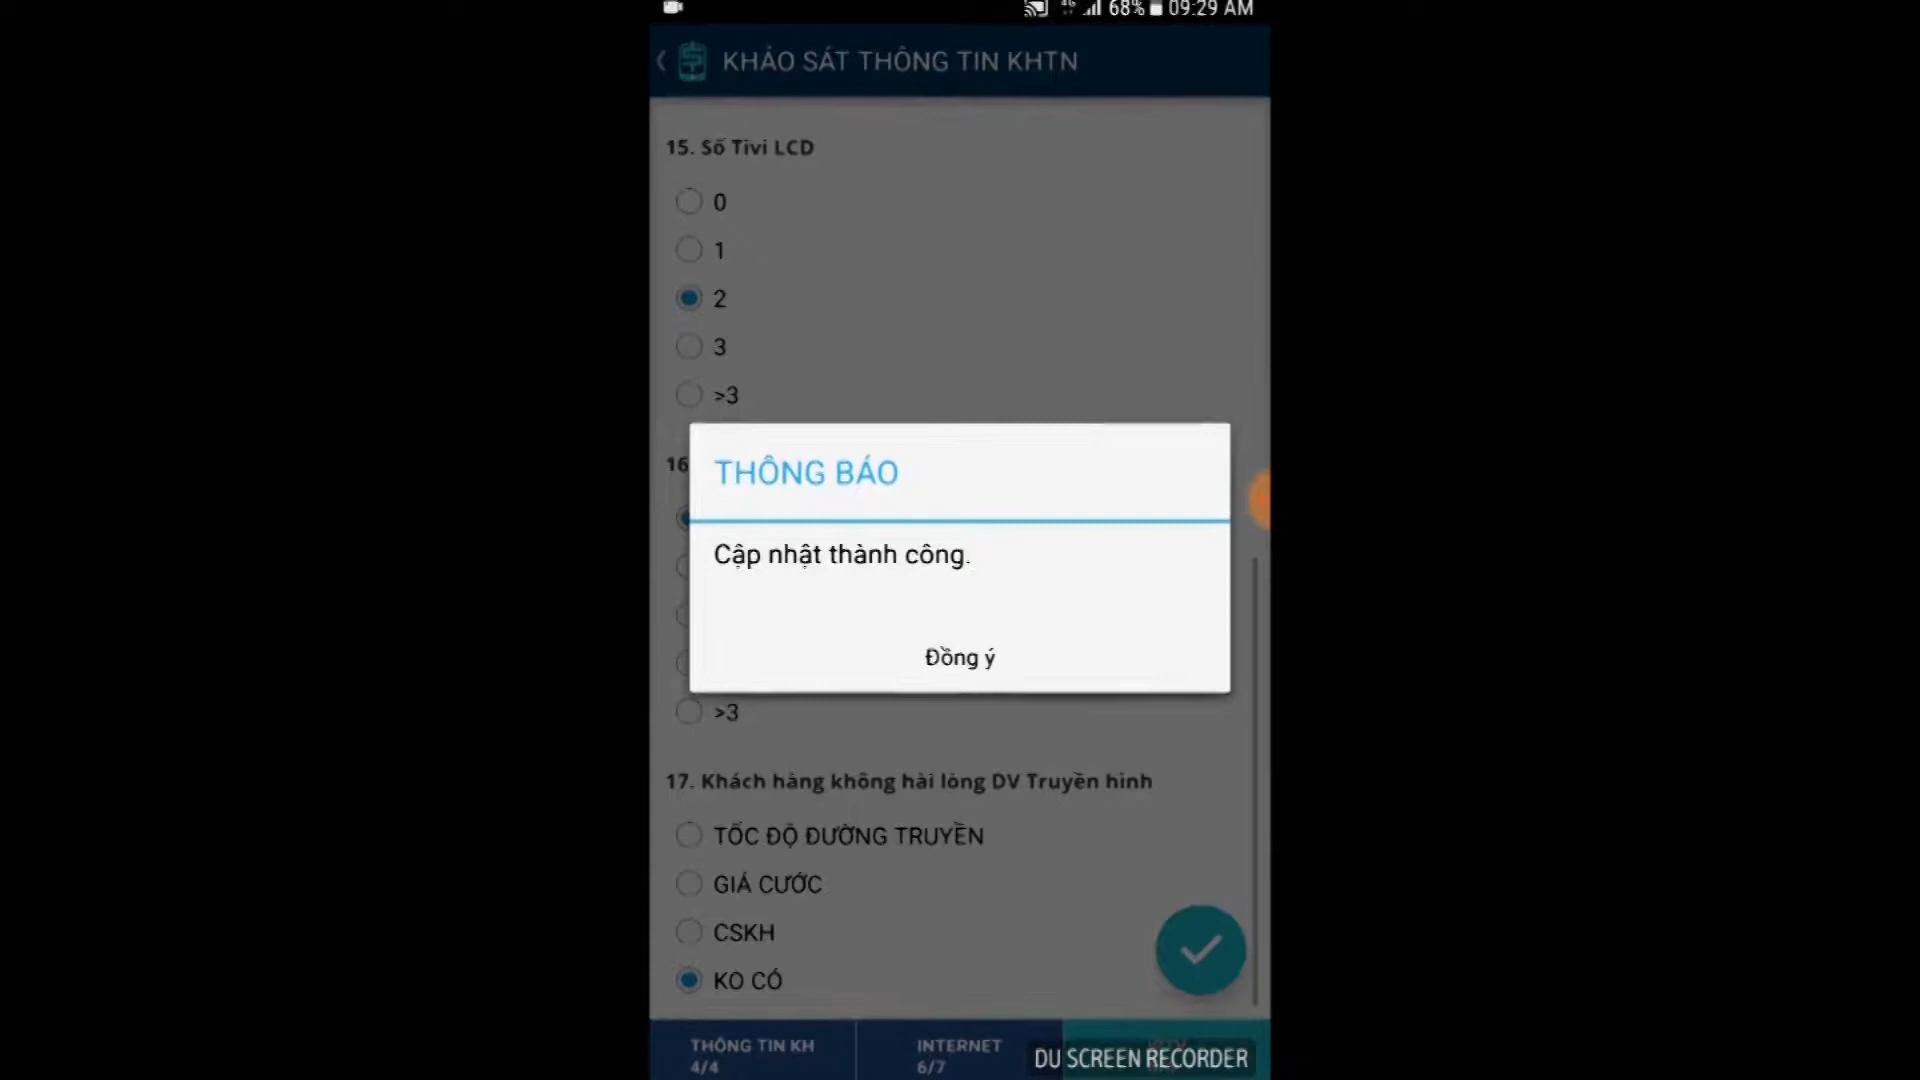 4G 68% 09:29 AM
KHẢO SÁT THÔNG TIN KHTN
15. Số Tivi LCD
0
1
2
3
>3
16
THÔNG BÁO
Cập nhật thành công.
Đồng ý
>3
17. Khách hàng không hài lòng DV Truyền hình
TỐC ĐỘ ĐƯỜNG TRUYỀN
GIÁ CƯỚC
CSKH
KO CÓ
THÔNG TIN KH
4/4
INTERNET
6/7
DU SCREEN RECORDER